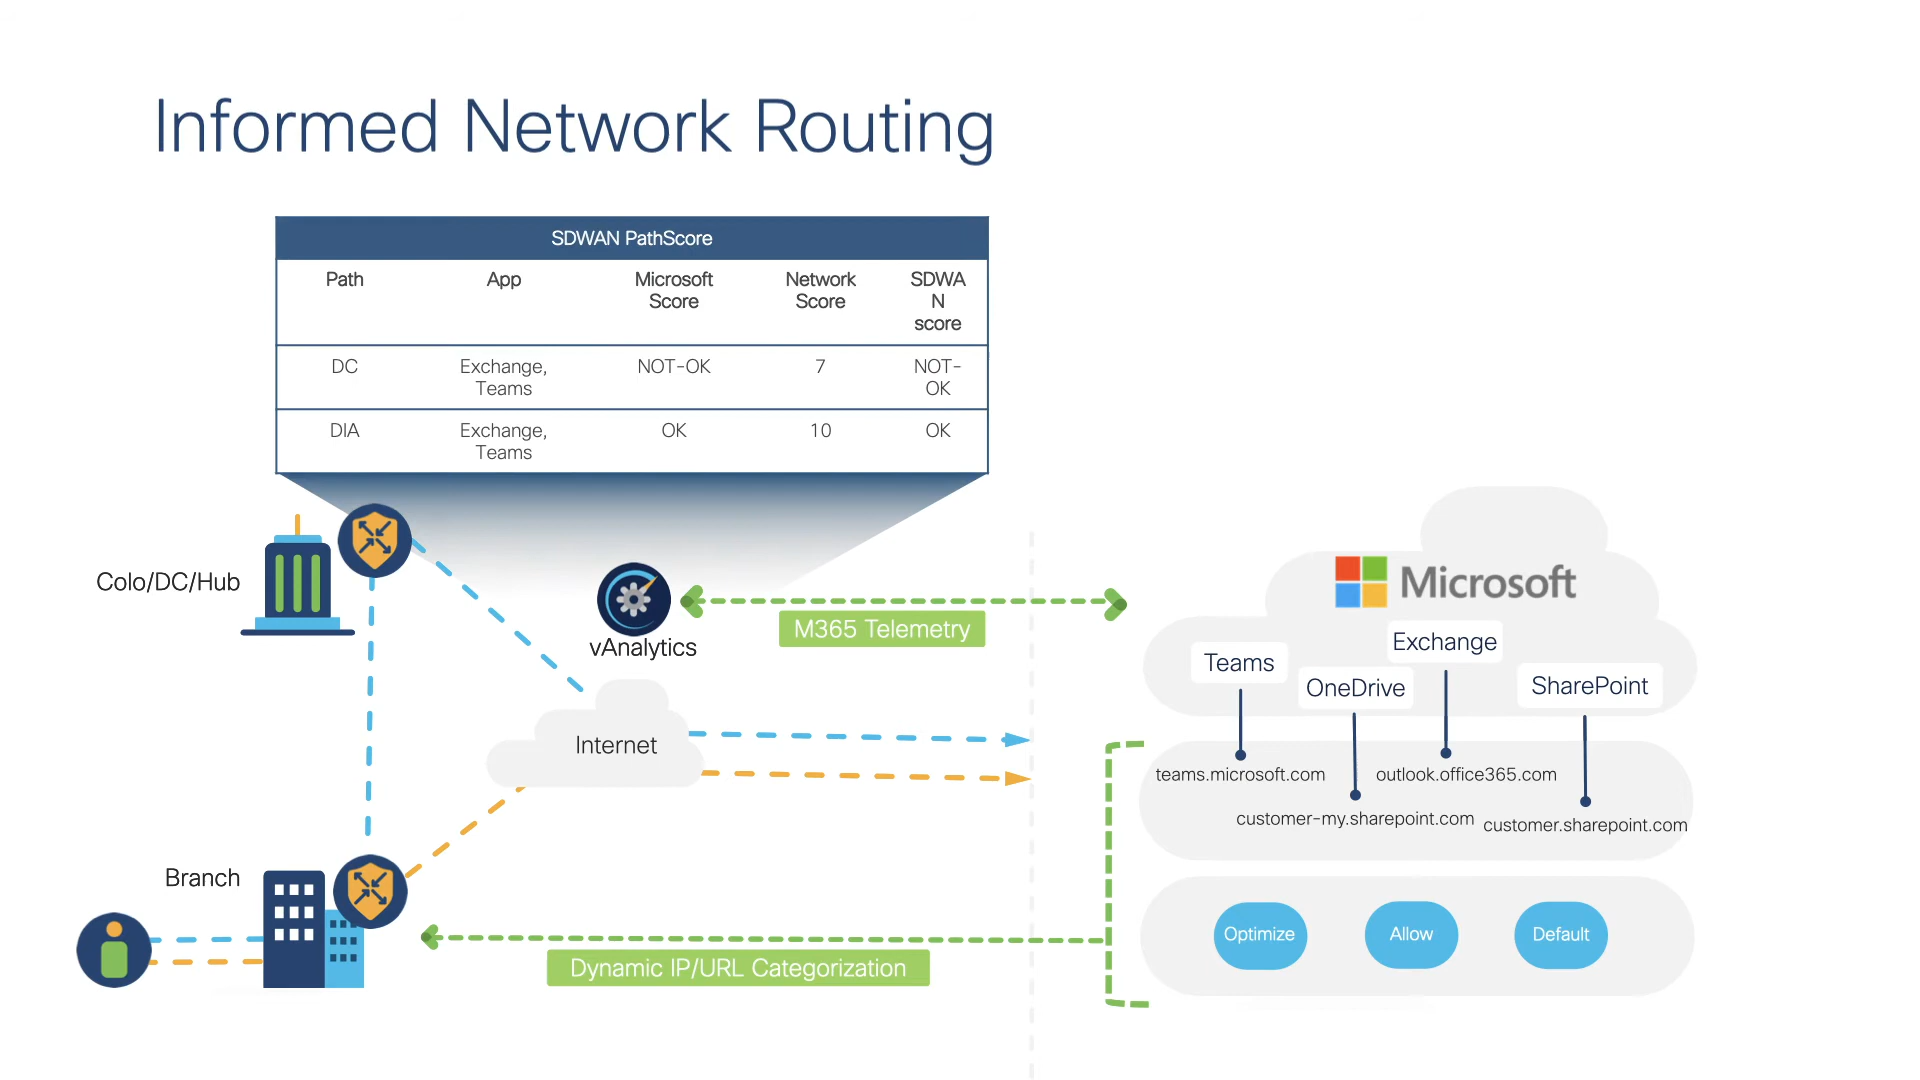 Informed Network Routing
SDWAN PathScore
Path
App
Microsoft
Score
Network
Score
SDWA
N
score
DC
Exchange,
Teams
NOT-OK
7
NOT-
OK
DIA
Exchange,
Teams
OK
10
OK
Colo/DC/Hub
vAnalytics
M365 Telemetry
Internet
Branch
Dynamic IP/URL Categorization
Microsoft
Teams
OneDrive
Exchange
SharePoint
teams.microsoft.com
outlook.office365.com
customer-my.sharepoint.com
customer.sharepoint.com
Optimize
Allow
Default